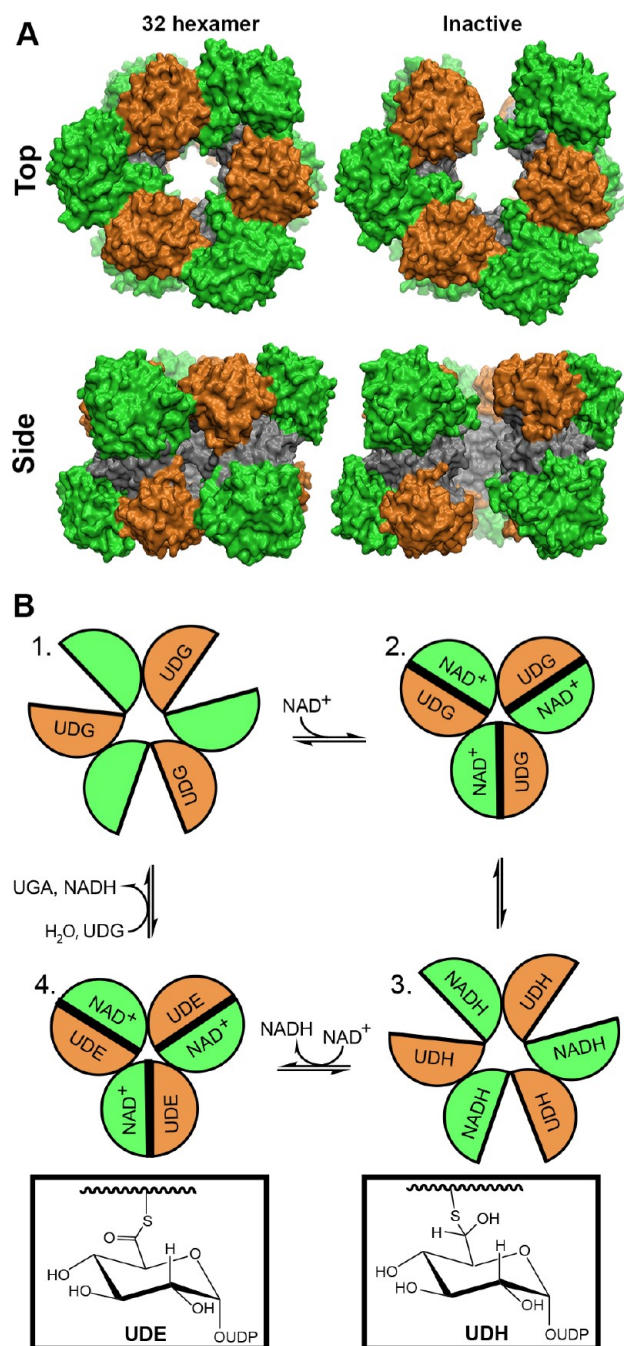 A
32 hexamer
Inactive
Top
Side
B
1.
UDG
UDG
UDG
NAD+
2.
NAD+
UDG
UDG
NAD+
NAD+
UDG
UGA, NADH
H2O, UDG
4.
NAD+
UDE
UDE
NAD+
NAD+
UDE
NADH
NAD+
3.
NADH
UDH
UDH
NADH
NADH
UDH
S
O
H
O
HO
HO
OH
OUDP
UDE
S
OH
H
H
O
HO
HO
OH
OUDP
UDH